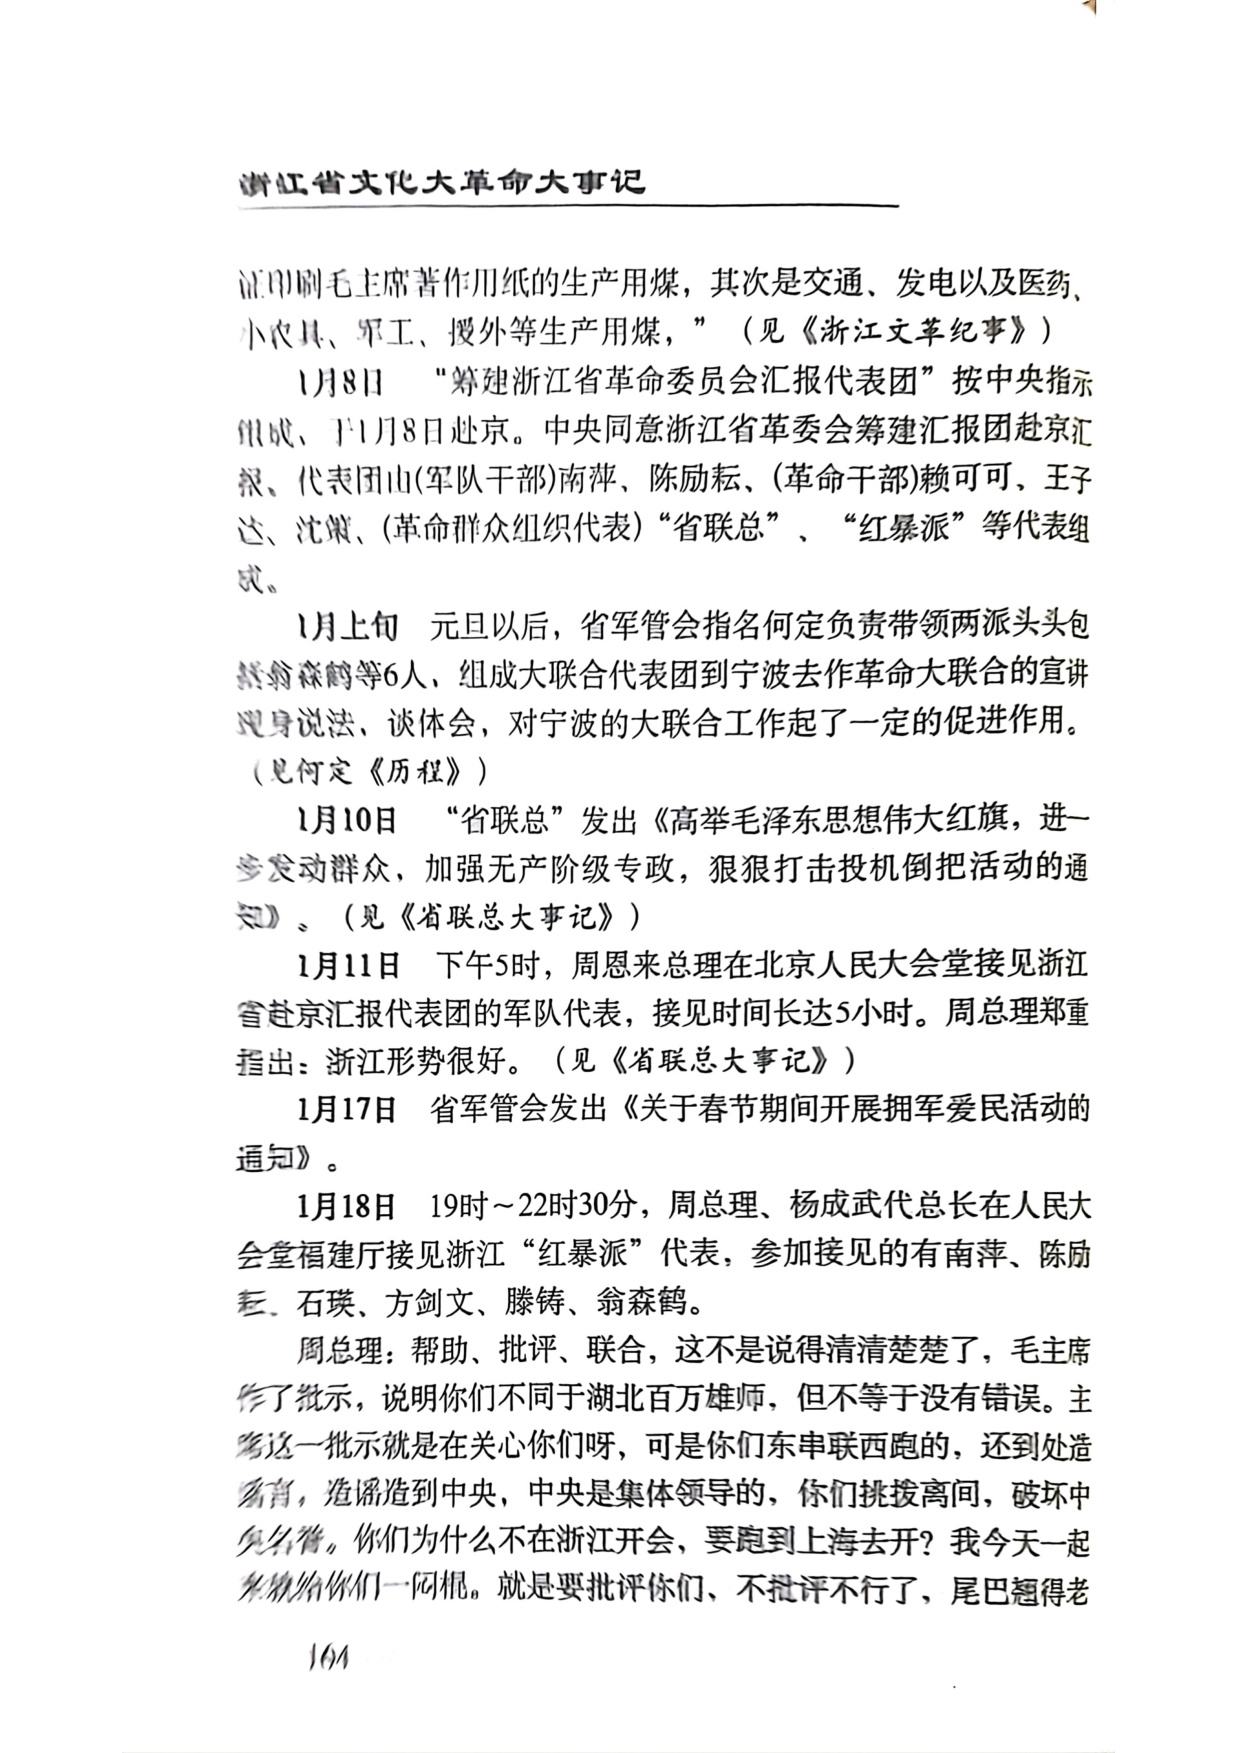 浙江省文化大革命大事记
证印刷毛主席著作用纸的生产用煤，其次是交通、发电以及医药、
小农具、军工、援外等生产用煤，”（见《浙江文革纪事》）
1月8日 “筹建浙江省革命委员会汇报代表团”按中央指示
组成、于1月8日赴京。中央同意浙江省革委会筹建汇报团赴京汇
报、代表团由(军队干部)南萍、陈励耘、(革命干部)赖可可、王子
达、沈策、(革命群众组织代表)“省联总”、“红暴派”等代表组
成。
1月上旬 元旦以后，省军管会指名何定负责带领两派头头包
括翁森鹤等6人，组成大联合代表团到宁波去作革命大联合的宣讲
现身说法，谈体会，对宁波的大联合工作起了一定的促进作用。
（见何定《历程》）
1月10日 “省联总”发出《高举毛泽东思想伟大红旗，进一
步发动群众，加强无产阶级专政，狠狠打击投机倒把活动的通
知》。（见《省联总大事记》）
1月11日 下午5时，周恩来总理在北京人民大会堂接见浙江
省赴京汇报代表团的军队代表，接见时间长达5小时。周总理郑重
指出：浙江形势很好。（见《省联总大事记》）
1月17日 省军管会发出《关于春节期间开展拥军爱民活动的
通知》。
1月18日 19时～22时30分，周总理、杨成武代总长在人民大
会堂福建厅接见浙江“红暴派”代表，参加接见的有南萍、陈励
耘、石瑛、方剑文、滕铸、翁森鹤。
周总理：帮助、批评、联合，这不是说得清清楚楚了，毛主席
作了批示，说明你们不同于湖北百万雄师，但不等于没有错误。主
席这一批示就是在关心你们呀，可是你们东串联西跑的，还到处造
谣言，造谣造到中央，中央是集体领导的，你们挑拨离间，破坏中
央名誉。你们为什么不在浙江开会，要跑到上海去开？我今天一起
来就给你们一闷棍。就是要批评你们、不批评不行了，尾巴翘得老
164